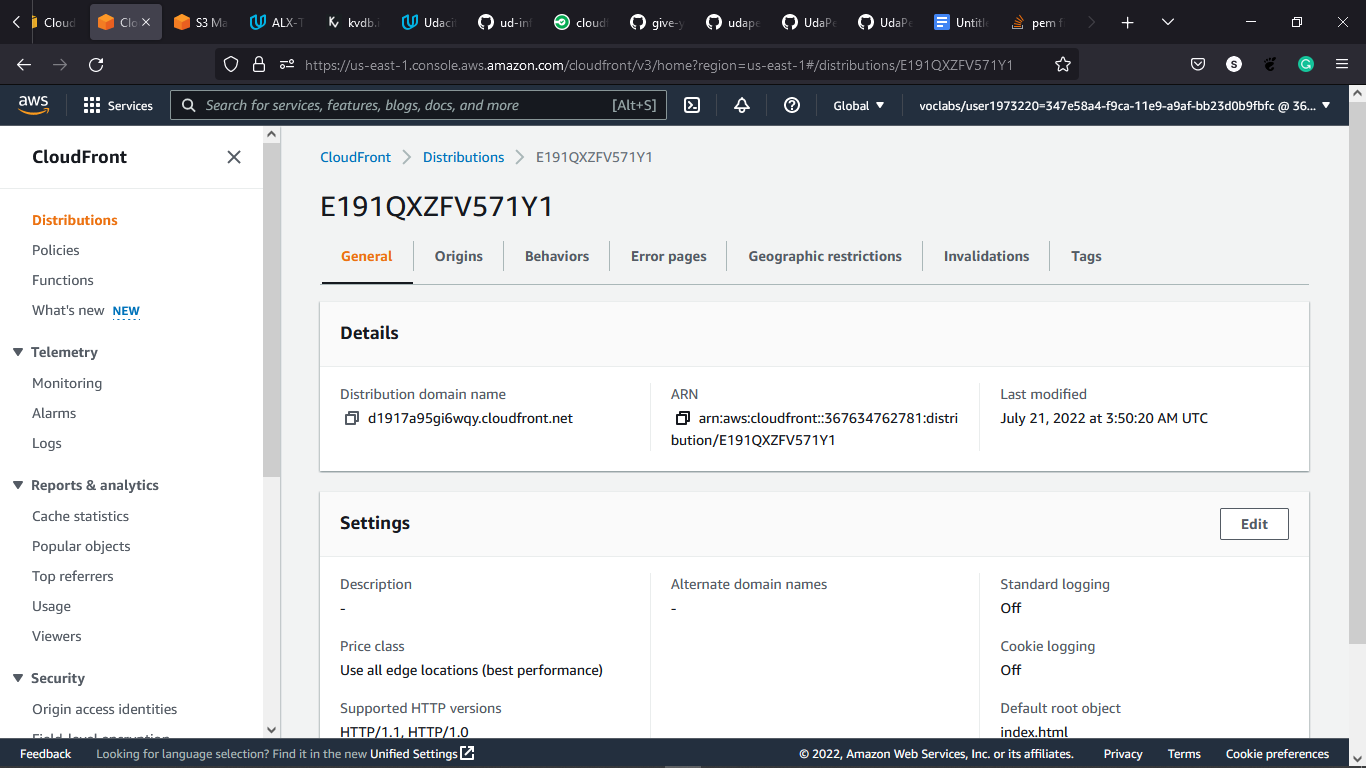 Cloud
Clo
S3 Ma
ALX-T
kvdb.i
Udaci
ud-inf
cloudf
give-y
udape
UdaPe
UdaPe
Untitle
pem f
https://us-east-1.console.aws.amazon.com/cloudfront/v3/home?region=us-east-1#/distributions/E191QXZFV571Y1
S
aws
Services
Search for services, features, blogs, docs, and more
[Alt+S]
Global
voclabs/user1973220=347e58a4-f9ca-11e9-a9af-bb23d0b9fbfc @ 36...
CloudFront
Distributions
Policies
Functions
What's new NEW
Telemetry
Monitoring
Alarms
Logs
Reports & analytics
Cache statistics
Popular objects
Top referrers
Usage
Viewers
Security
Origin access identities
Field-level encryption
CloudFront
Distributions
E191QXZFV571Y1
E191QXZFV571Y1
General
Origins
Behaviors
Error pages
Geographic restrictions
Invalidations
Tags
Details
Distribution domain name
d1917a95gi6wqy.cloudfront.net
ARN
arn:aws:cloudfront::367634762781:distri
bution/E191QXZFV571Y1
Last modified
July 21, 2022 at 3:50:20 AM UTC
Settings
Edit
Description
-
Price class
Use all edge locations (best performance)
Supported HTTP versions
HTTP/1.1, HTTP/1.0
Alternate domain names
-
Standard logging
Off
Cookie logging
Off
Default root object
index.html
Feedback
Looking for language selection? Find it in the new Unified Settings
© 2022, Amazon Web Services, Inc. or its affiliates.
Privacy
Terms
Cookie preferences